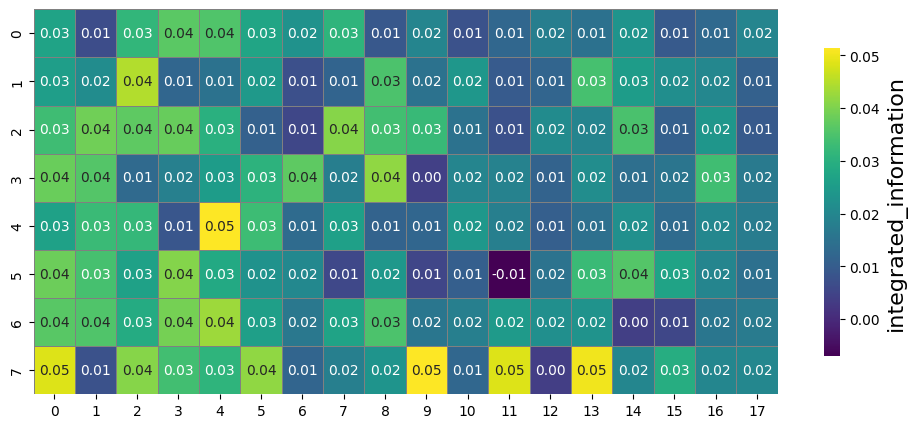 0 0.03 0.01 0.03 0.04 0.04 0.03 0.02 0.03 0.01 0.02 0.01 0.01 0.02 0.01 0.02 0.01 0.01 0.02
1 0.03 0.02 0.04 0.01 0.01 0.02 0.01 0.01 0.03 0.02 0.02 0.01 0.01 0.03 0.03 0.02 0.02 0.01
2 0.03 0.04 0.04 0.04 0.03 0.01 0.01 0.04 0.03 0.03 0.01 0.01 0.02 0.02 0.03 0.01 0.02 0.01
3 0.04 0.04 0.01 0.02 0.03 0.03 0.04 0.02 0.04 0.00 0.02 0.02 0.01 0.02 0.01 0.02 0.03 0.02
4 0.03 0.03 0.03 0.01 0.05 0.03 0.01 0.03 0.01 0.01 0.02 0.02 0.01 0.01 0.02 0.01 0.02 0.02
5 0.04 0.03 0.03 0.04 0.03 0.02 0.02 0.01 0.02 0.01 0.01 -0.01 0.02 0.03 0.04 0.03 0.02 0.01
6 0.04 0.04 0.03 0.04 0.04 0.03 0.02 0.03 0.03 0.02 0.02 0.02 0.02 0.02 0.00 0.01 0.02 0.02
7 0.05 0.01 0.04 0.03 0.03 0.04 0.01 0.02 0.02 0.05 0.01 0.05 0.00 0.05 0.02 0.03 0.02 0.02
0 1 2 3 4 5 6 7 8 9 10 11 12 13 14 15 16 17
0.05
0.04
0.03
0.02
0.01
0.00
integrated_information